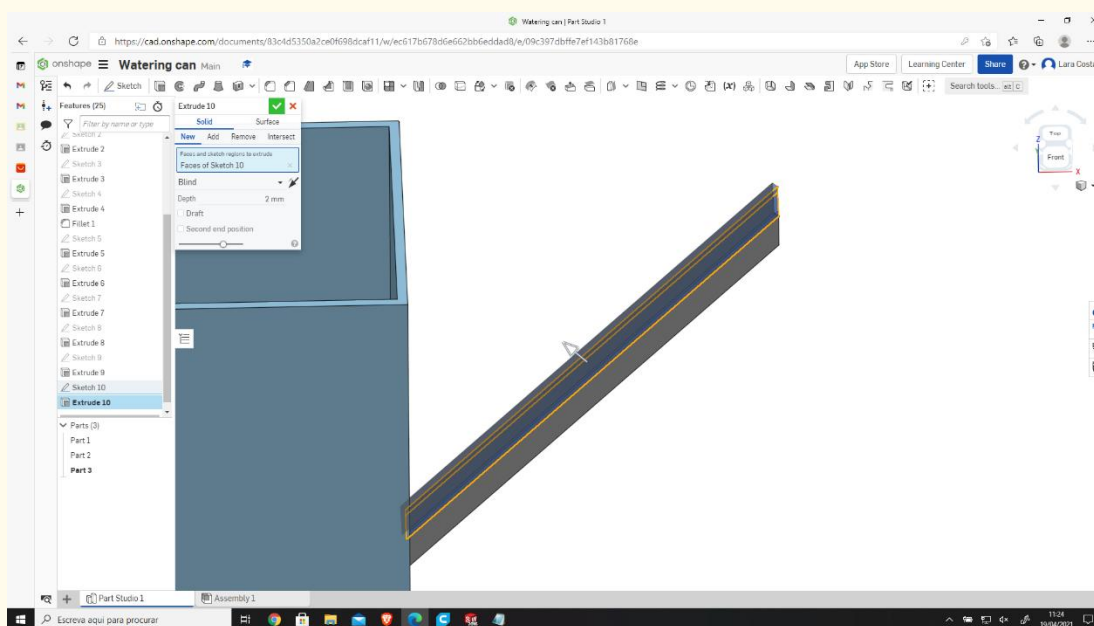 Watering can | Part Studio 1
https://cad.onshape.com/documents/83c4d5350a2ce0f698dcaf11/w/ec617b678d6e662bb6eddad8/e/09c397dbffe7ef143b81768e
onshape Watering can Main App Store Learning Center Share Lara Costa
Sketch Search tools... alt C
Features (25)
Filter by name or type
Sketch 2
Extrude 2
Sketch 3
Extrude 3
Sketch 4
Extrude 4
Fillet 1
Sketch 5
Extrude 5
Sketch 6
Extrude 6
Sketch 7
Extrude 7
Sketch 8
Extrude 8
Sketch 9
Extrude 9
Sketch 10
Extrude 10
Parts (3)
Part 1
Part 2
Part 3
Extrude 10
Solid Surface
New Add Remove Intersect
Faces and sketch regions to extrude
Faces of Sketch 10
Blind
Depth 2 mm
Draft
Second end position
Top
Z
Front
X
Part Studio 1 Assembly 1
Escreva aqui para procurar
11:24
19/04/2021